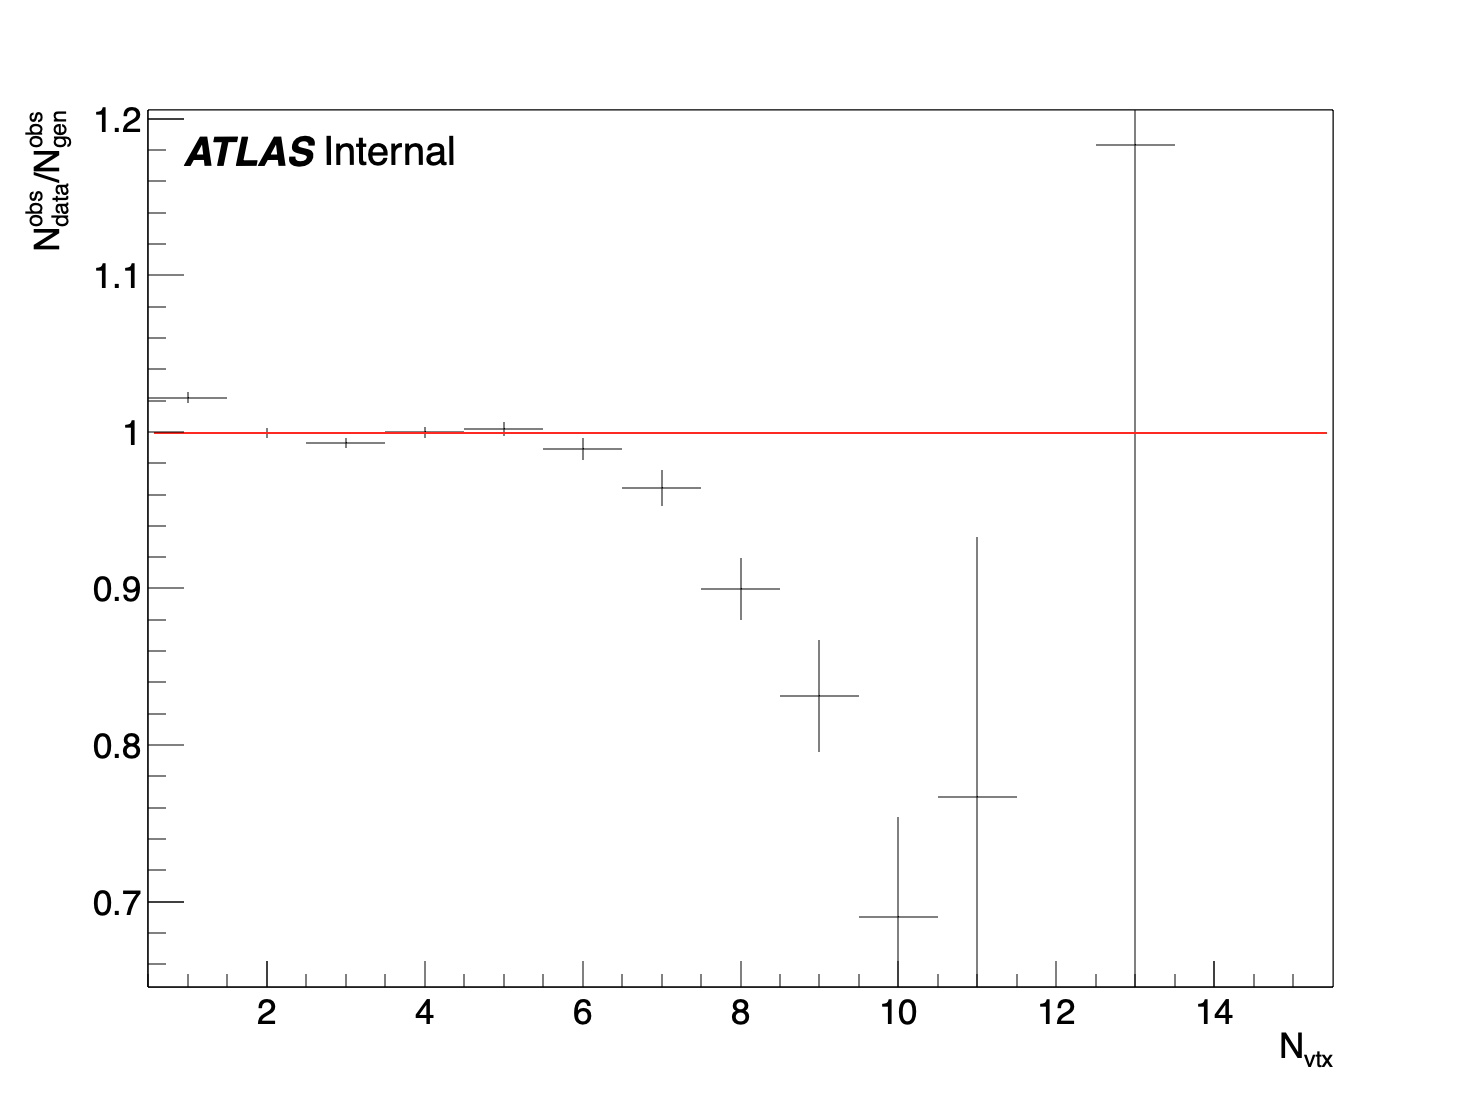 N^obs_data/N^obs_gen
ATLAS Internal
1.2
1.1
1
0.9
0.8
0.7
2 4 6 8 10 12 14
N_vtx